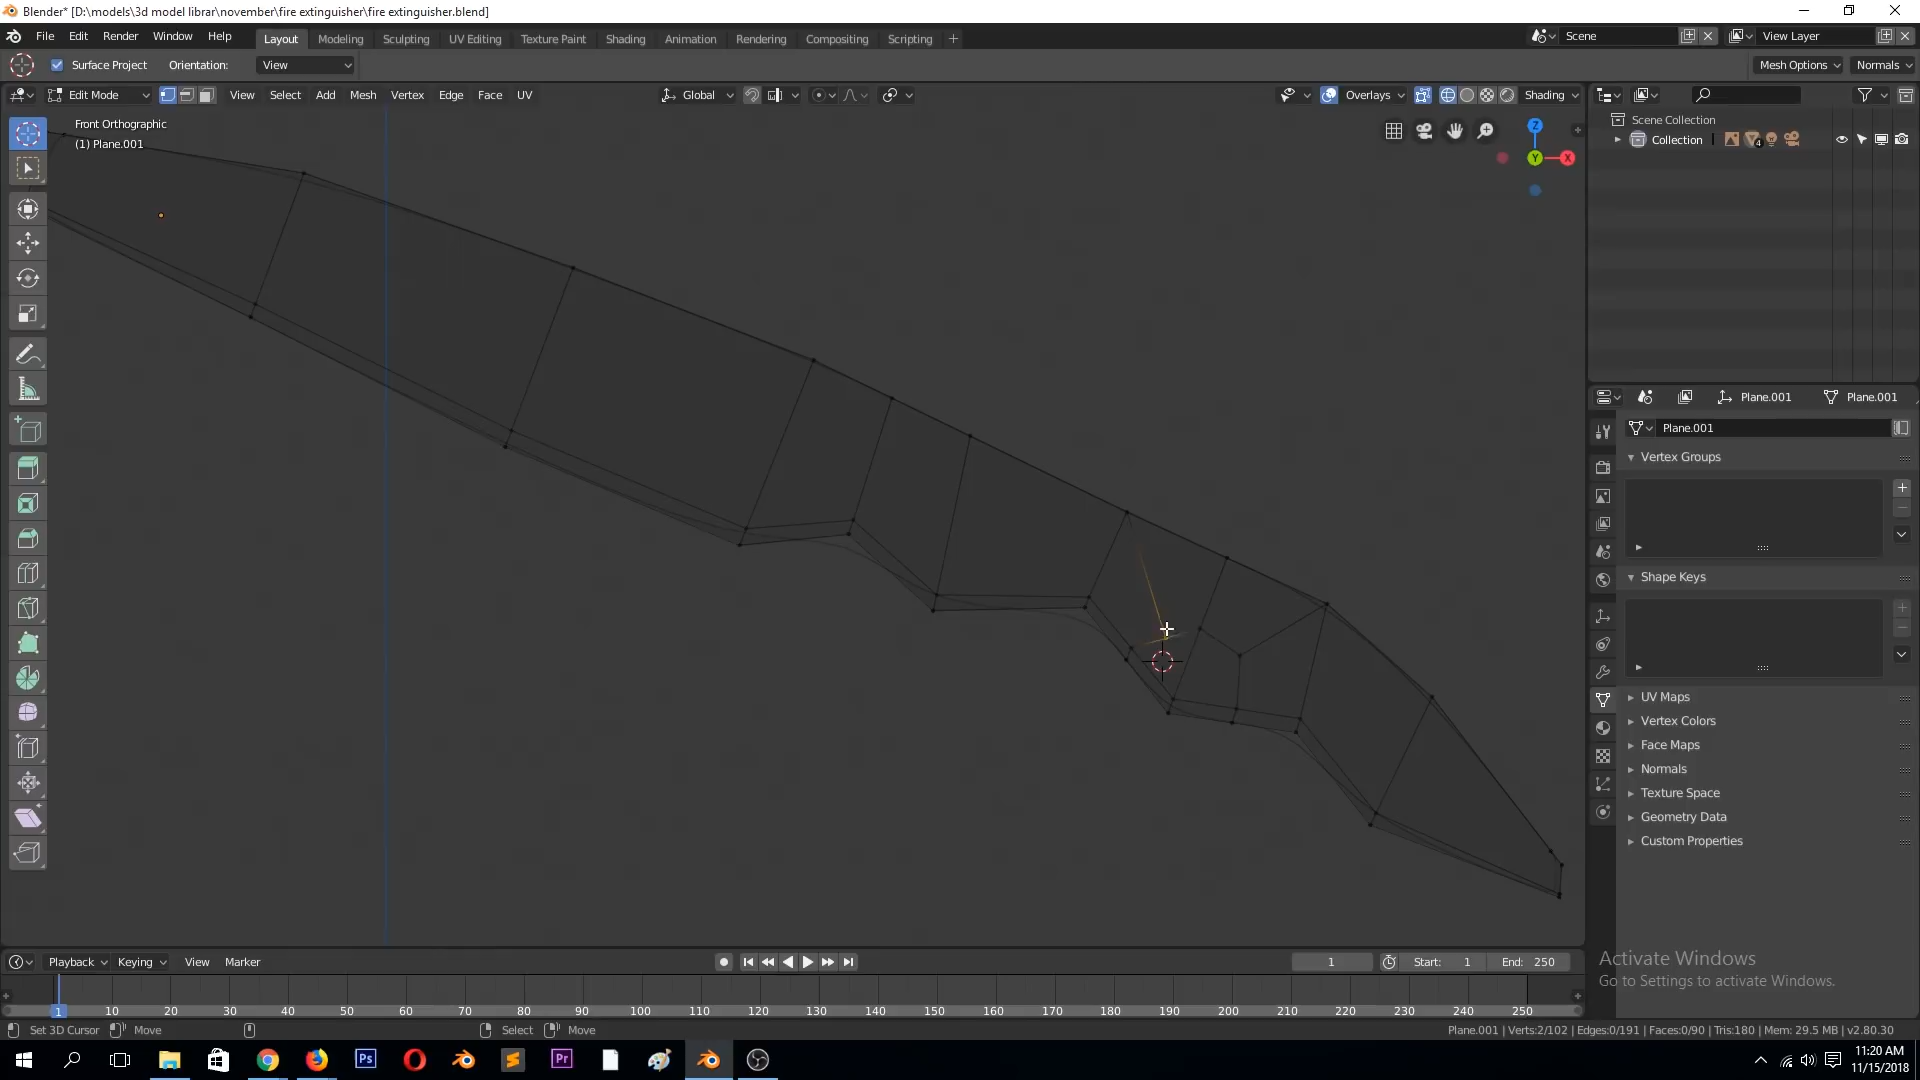 Blender* [D:\models\3d model librar\november\fire extinguisher\fire extinguisher.blend]
File Edit Render Window Help Layout Modeling Sculpting UV Editing Texture Paint Shading Animation Rendering Compositing Scripting + Scene View Layer
Surface Project Orientation: View Mesh Options Normals
Edit Mode View Select Add Mesh Vertex Edge Face UV Global Overlays Shading
Front Orthographic
(1) Plane.001
Z
Y
X
Scene Collection
Collection 4
Plane.001 Plane.001
Plane.001
Vertex Groups
Shape Keys
UV Maps
Vertex Colors
Face Maps
Normals
Texture Space
Geometry Data
Custom Properties
Activate Windows
Go to Settings to activate Windows.
Playback Keying View Marker 1 Start: 1 End: 250
1 10 20 30 40 50 60 70 80 90 100 110 120 130 140 150 160 170 180 190 200 210 220 230 240 250
Set 3D Cursor Move Select Move Plane.001 | Verts:2/102 | Edges:0/191 | Faces:0/90 | Tris:180 | Mem: 29.5 MB | v2.80.30
Ps Pr
11:20 AM
11/15/2018